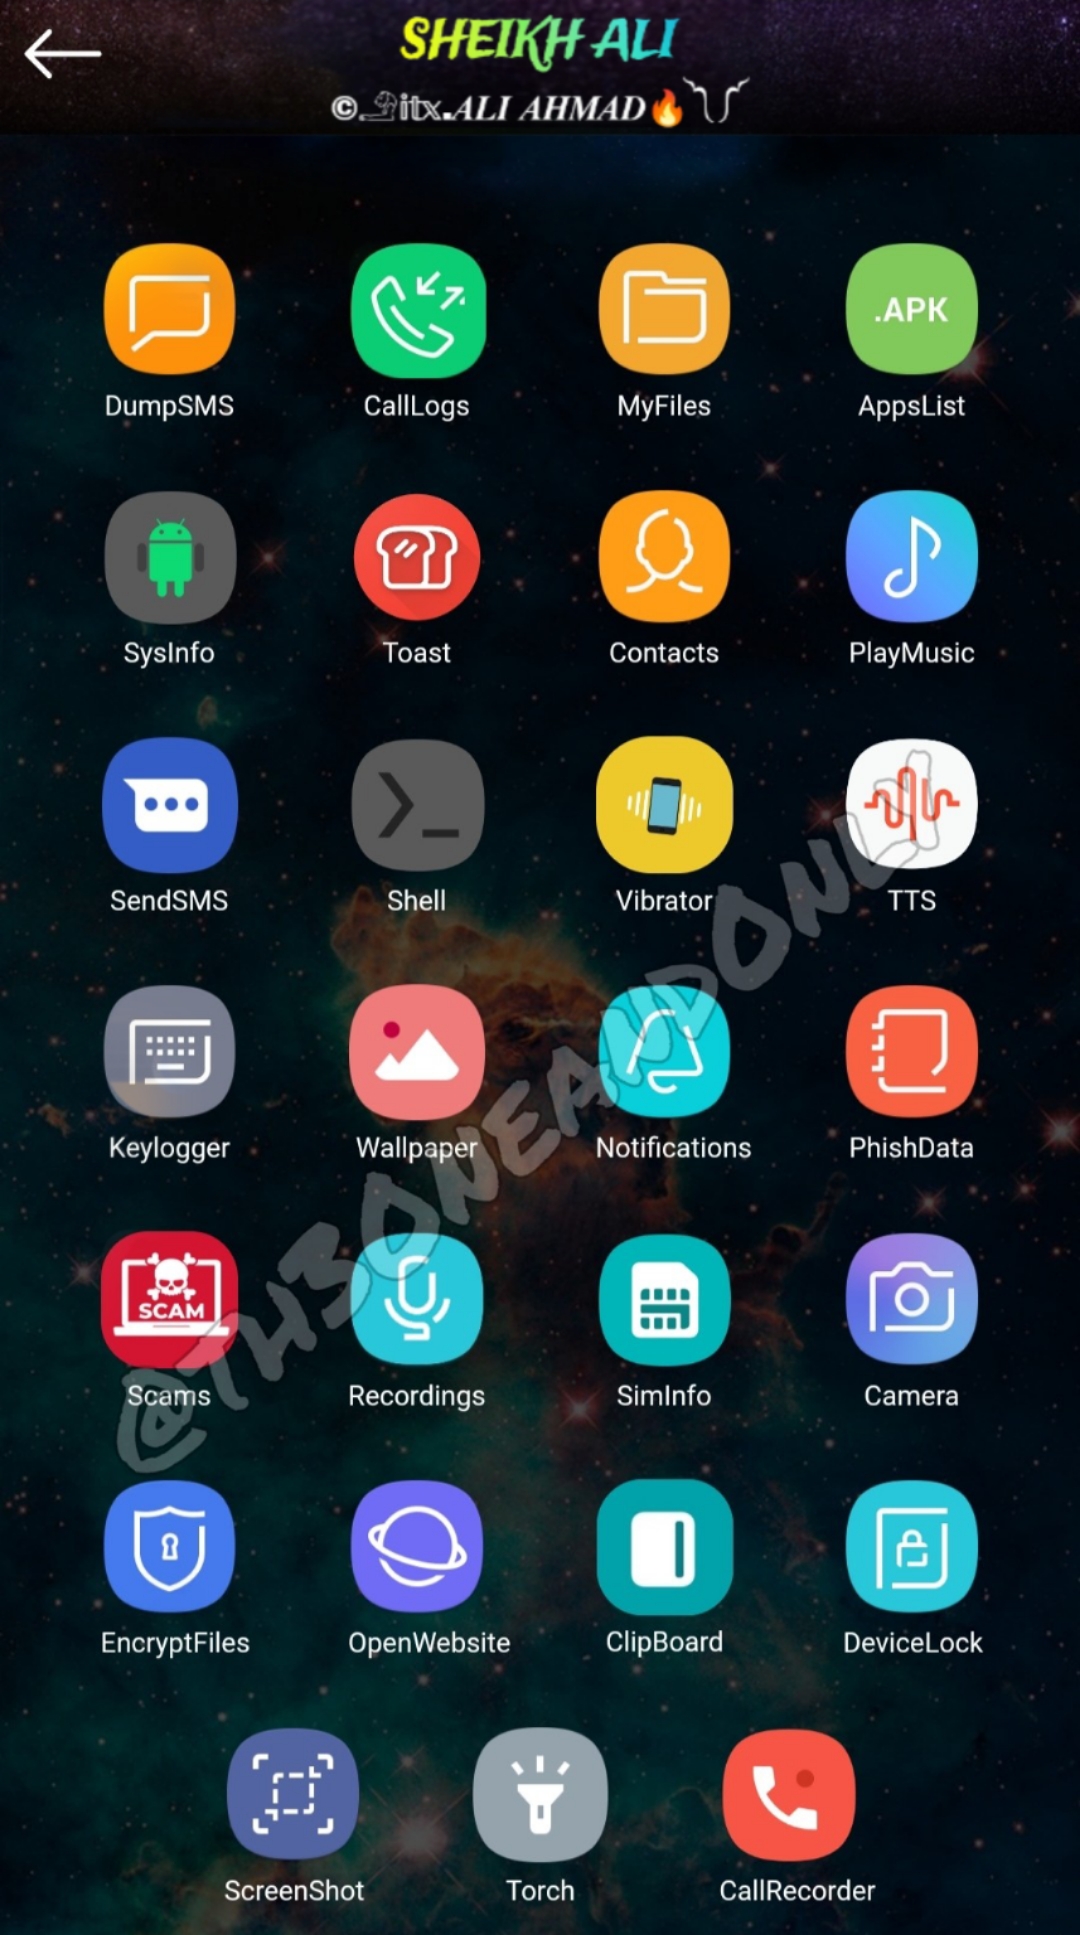 SHEIKH ALI
itx.ALI AHMAD🔥
.APK
DumpSMS CallLogs MyFiles AppsList
SysInfo Toast Contacts PlayMusic
SendSMS Shell Vibrator TTS
Keylogger Wallpaper Notifications PhishData
SCAM
Scams Recordings SimInfo Camera
EncryptFiles OpenWebsite ClipBoard DeviceLock
ScreenShot Torch CallRecorder
@TH3ONEANDONLY